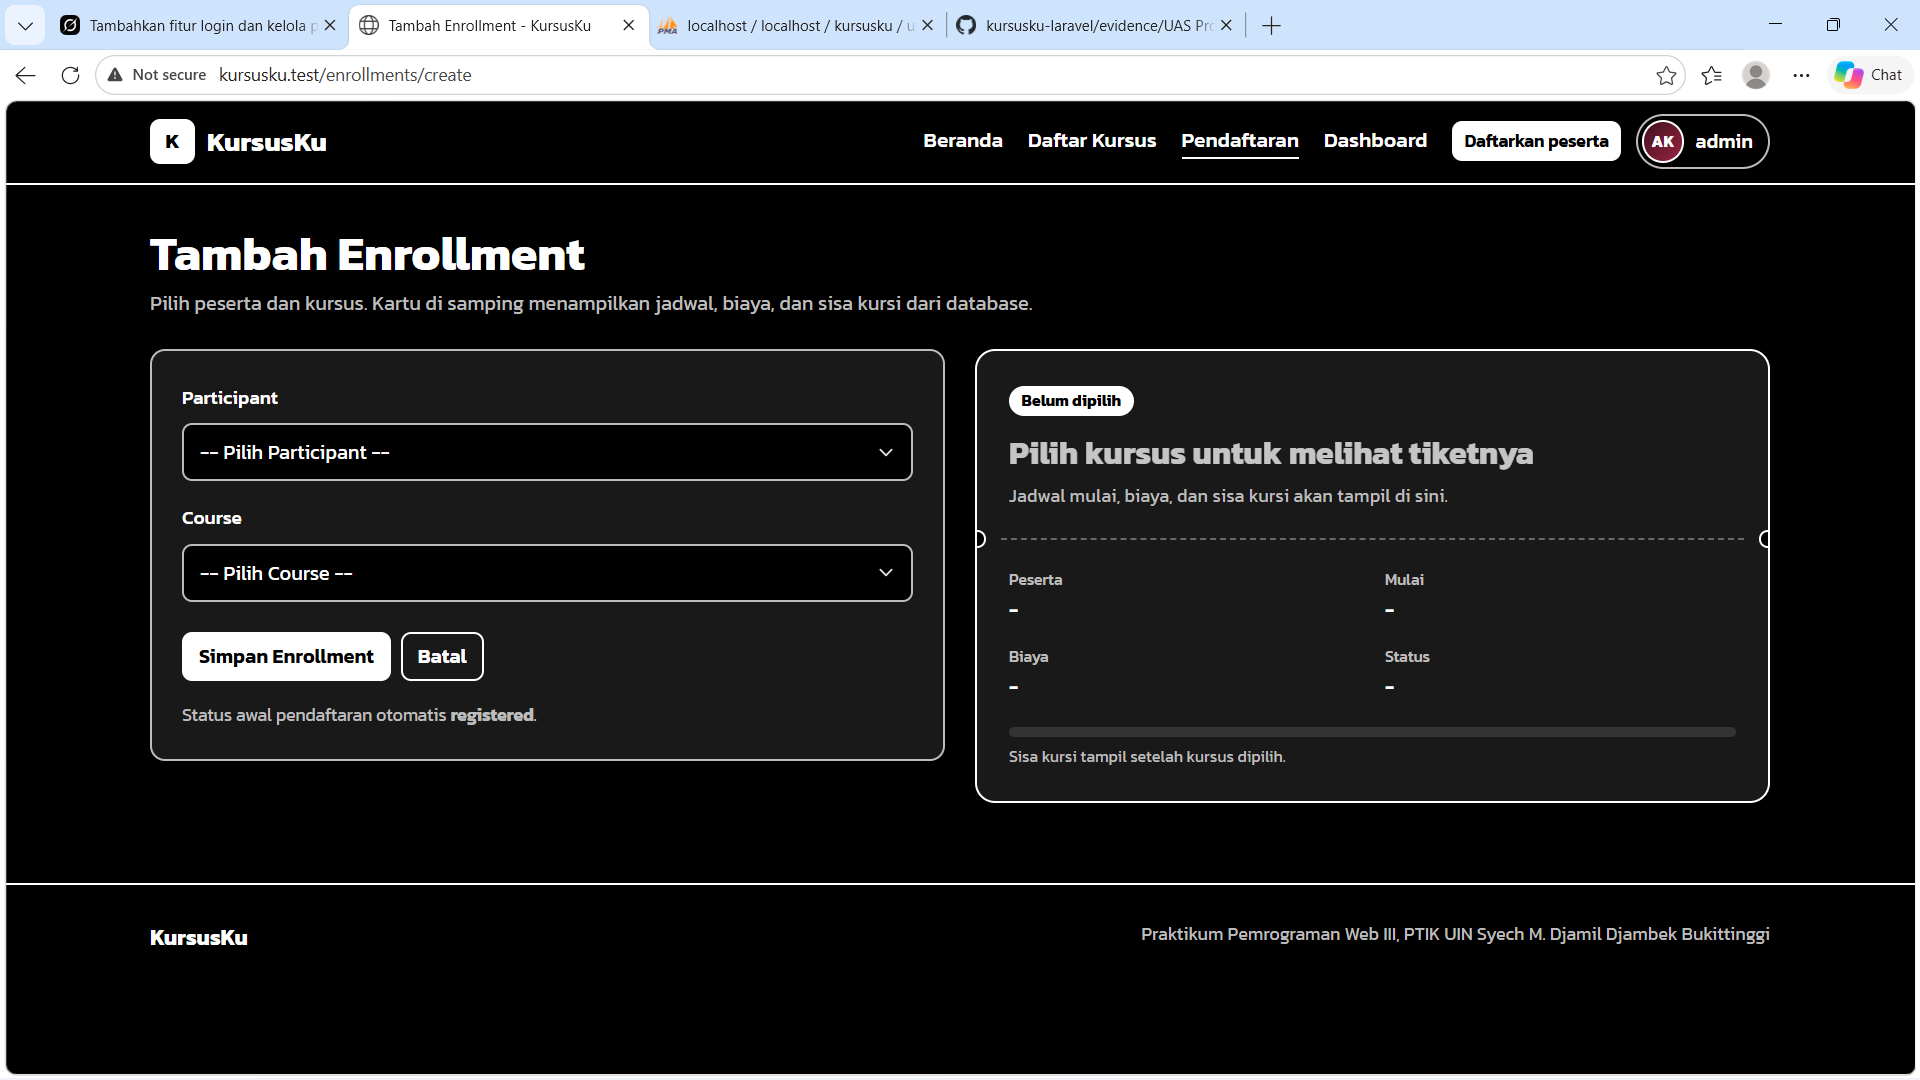 Tambahkan fitur login dan kelola p
Tambah Enrollment - KursusKu
localhost / localhost / kursusku / u
kursusku-laravel/evidence/UAS Pr
Not secure
kursusku.test/enrollments/create
Chat
K
KursusKu
Beranda
Daftar Kursus
Pendaftaran
Dashboard
Daftarkan peserta
AK
admin
Tambah Enrollment
Pilih peserta dan kursus. Kartu di samping menampilkan jadwal, biaya, dan sisa kursi dari database.
Participant
-- Pilih Participant --
Course
-- Pilih Course --
Simpan Enrollment
Batal
Status awal pendaftaran otomatis registered.
Belum dipilih
Pilih kursus untuk melihat tiketnya
Jadwal mulai, biaya, dan sisa kursi akan tampil di sini.
Peserta
-
Mulai
-
Biaya
-
Status
-
Sisa kursi tampil setelah kursus dipilih.
KursusKu
Praktikum Pemrograman Web III, PTIK UIN Syech M. Djamil Djambek Bukittinggi